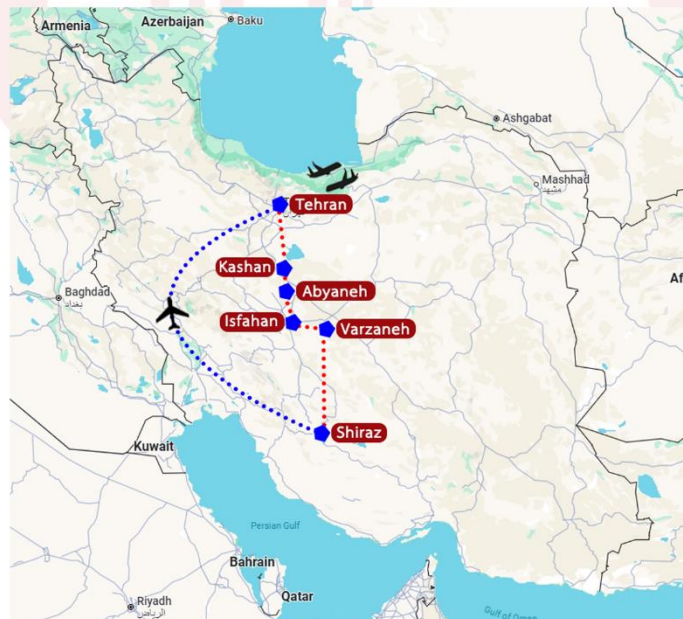 Armenia
Azerbaijan
Baku
Ashgabat
Mashhad
مشهد
Tehran
Kashan
Abyaneh
Baghdad
بغداد
Isfahan
Varzaneh
Af
Shiraz
Kuwait
Persian Gulf
Bahrain
Riyadh
الرياض
Qatar
Gulf of Oman